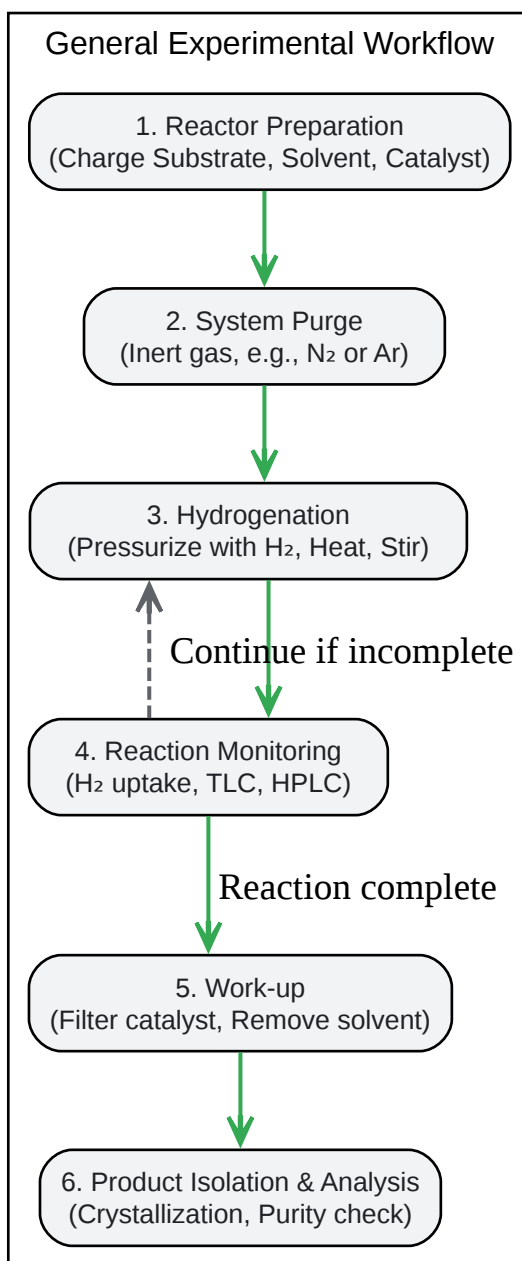 General Experimental Workflow
1. Reactor Preparation
(Charge Substrate, Solvent, Catalyst)
2. System Purge
(Inert gas, e.g., N₂ or Ar)
3. Hydrogenation
(Pressurize with H₂, Heat, Stir)
Continue if incomplete
4. Reaction Monitoring
(H₂ uptake, TLC, HPLC)
Reaction complete
5. Work-up
(Filter catalyst, Remove solvent)
6. Product Isolation & Analysis
(Crystallization, Purity check)